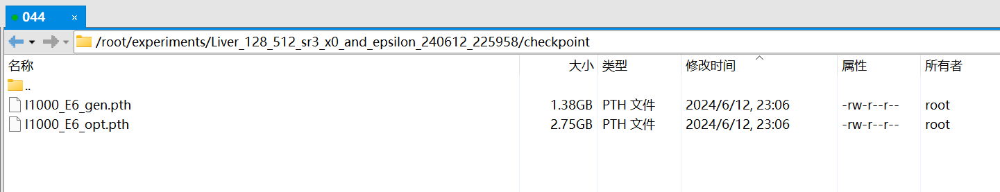 044 ×
/root/experiments/Liver_128_512_sr3_x0_and_epsilon_240612_225958/checkpoint
名称 大小 类型 修改时间 属性 所有者
..
I1000_E6_gen.pth 1.38GB PTH 文件 2024/6/12, 23:06 -rw-r--r-- root
I1000_E6_opt.pth 2.75GB PTH 文件 2024/6/12, 23:06 -rw-r--r-- root